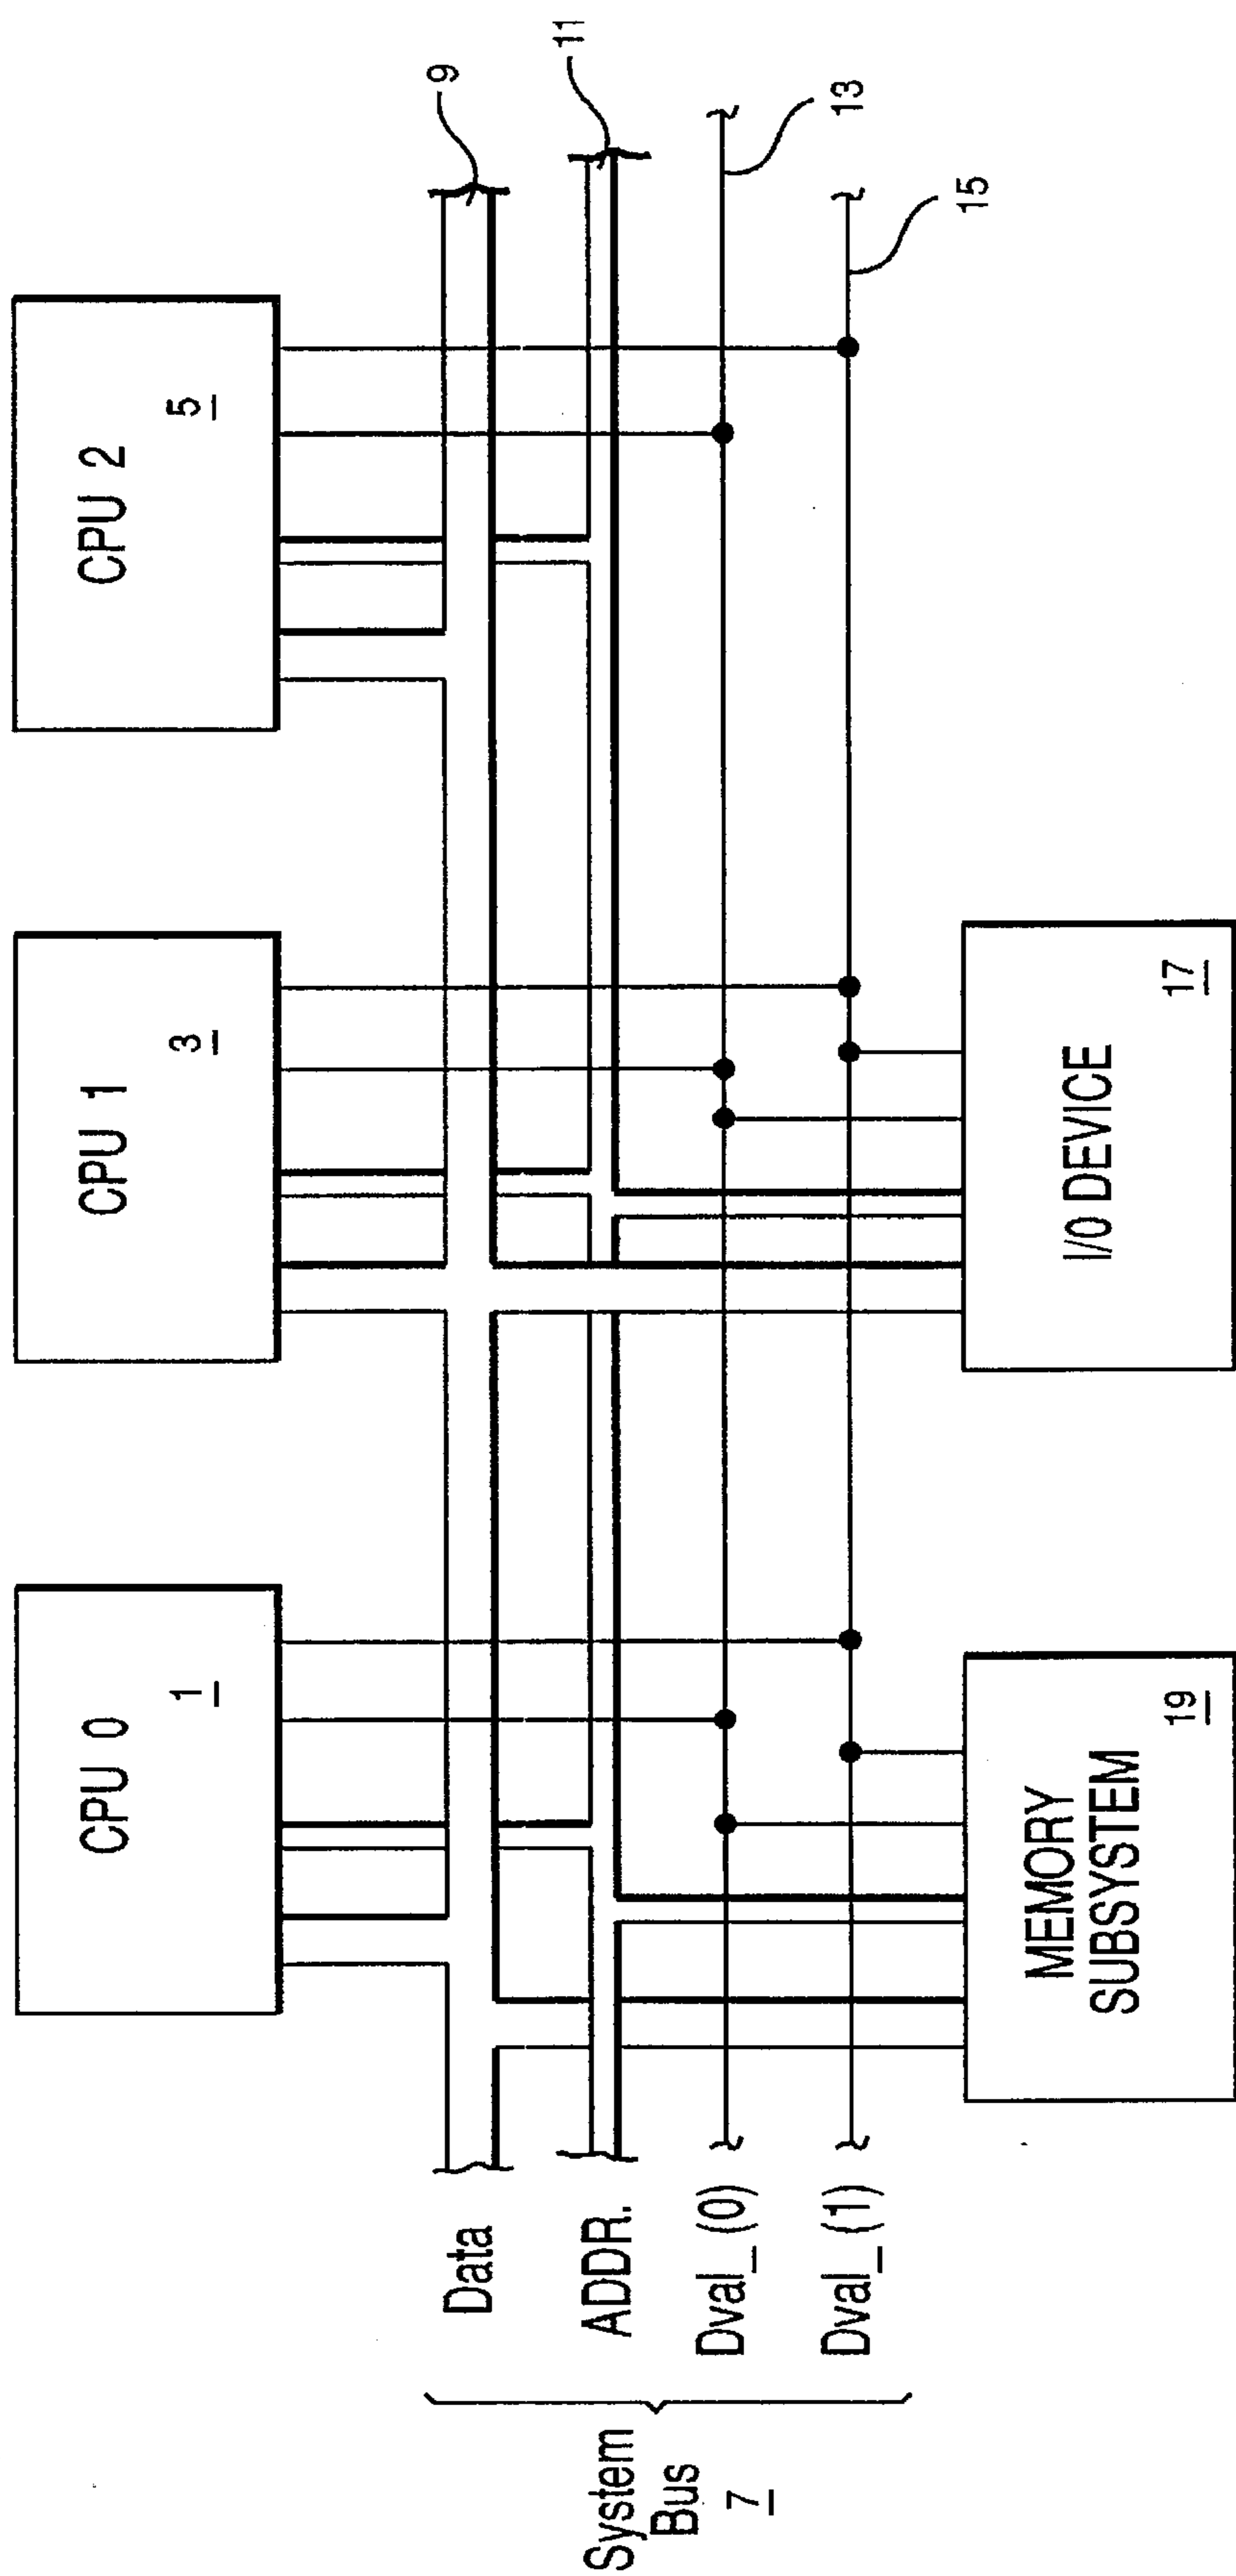 CPU 0
1
CPU 1
3
CPU 2
5
9
11
13
15
Data
ADDR.
Dval_(0)
Dval_(1)
System
Bus
7
MEMORY
SUBSYSTEM
19
I/O DEVICE
17